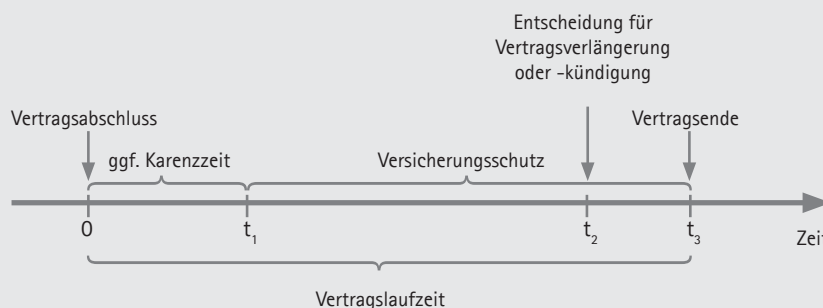 Entscheidung für
Vertragsverlängerung
oder -kündigung
Vertragsabschluss
Vertragsende
ggf. Karenzzeit
Versicherungsschutz
0
t₁
t₂
t₃
Zeit
Vertragslaufzeit